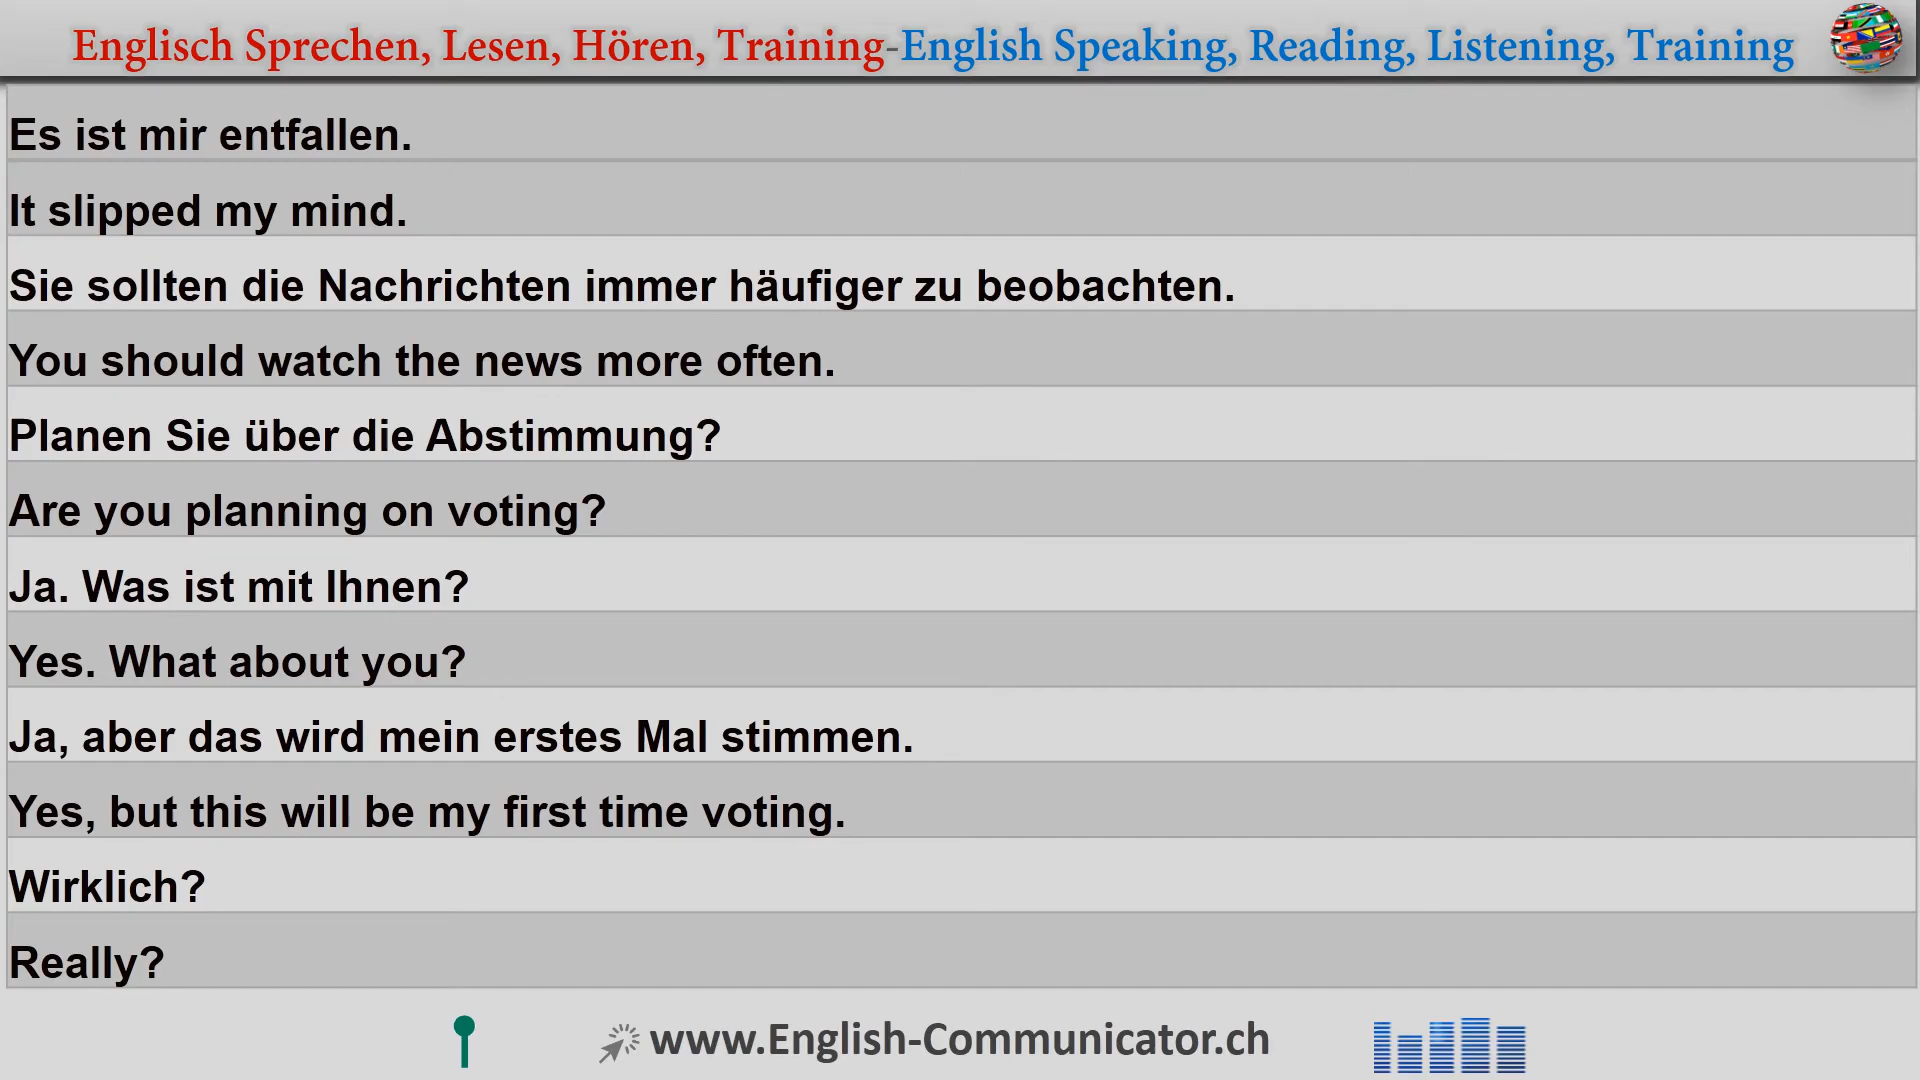 Englisch Sprechen, Lesen, Hören, Training-English Speaking, Reading, Listening, Training
Es ist mir entfallen.
It slipped my mind.
Sie sollten die Nachrichten immer häufiger zu beobachten.
You should watch the news more often.
Planen Sie über die Abstimmung?
Are you planning on voting?
Ja. Was ist mit Ihnen?
Yes. What about you?
Ja, aber das wird mein erstes Mal stimmen.
Yes, but this will be my first time voting.
Wirklich?
Really?
www.English-Communicator.ch